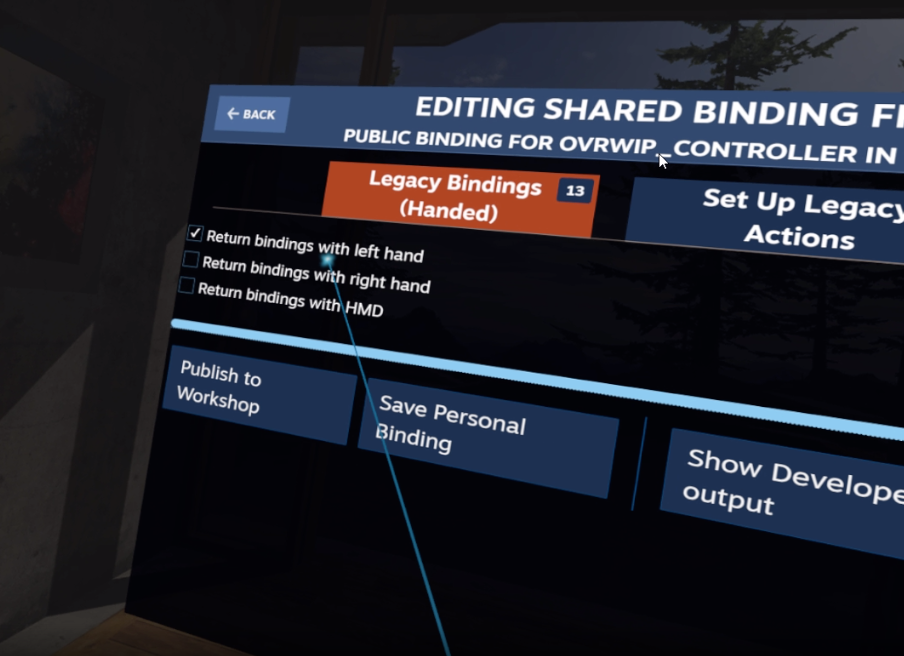 ← BACK
EDITING SHARED BINDING
PUBLIC BINDING FOR OVRWIP_CONTROLLER IN
Legacy Bindings
(Handed)
13
Set Up Legacy
Actions
Return bindings with left hand
Return bindings with right hand
Return bindings with HMD
Publish to
Workshop
Save Personal
Binding
Show Develope
output